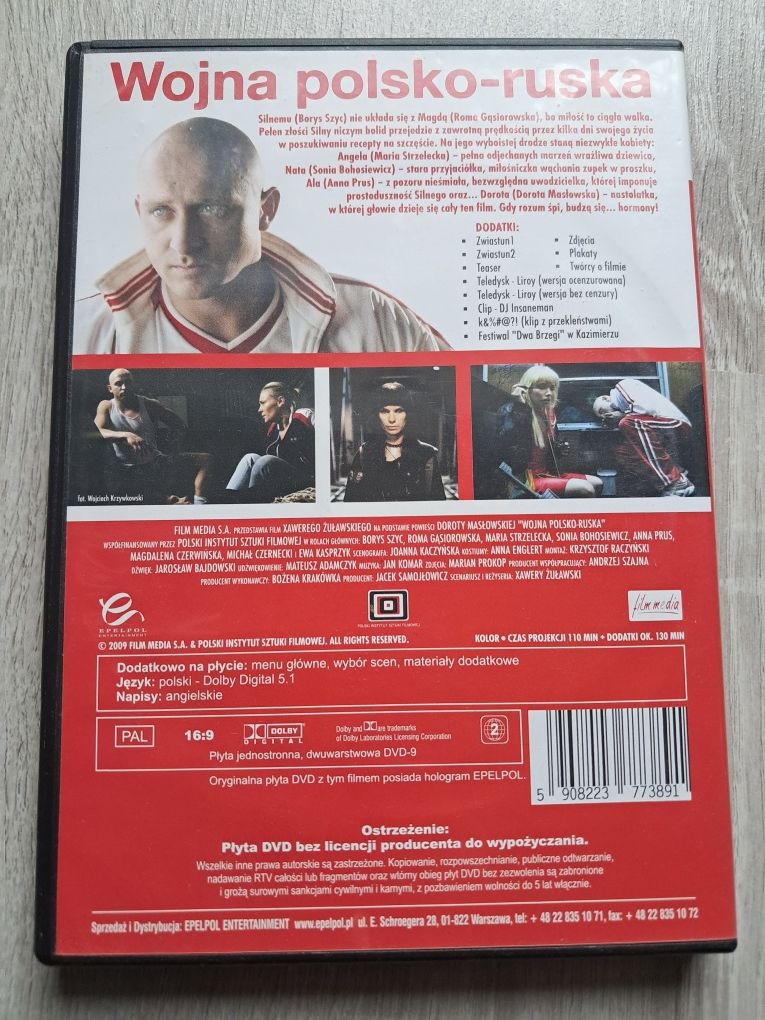 Wojna polsko-ruska
Silnemu (Borys Szyc) nie układa się z Magdą (Roma Gąsiorowska), bo miłość to ciągła walka.
Pełen złości Silny niczym bolid przejedzie z zawrotną prędkością przez kilka dni swojego życia
w poszukiwaniu recepty na szczęście. Na jego wyboistej drodze staną niezwykłe kobiety:
Angela (Maria Strzelecka) – pełna odjechanych marzeń wrażliwa dziewica,
Nata (Sonia Bohosiewicz) – stara przyjaciółka, miłośniczka wąchania zupek w proszku,
Ala (Anna Prus) – z pozoru nieśmiała, bezwzględna uwodzicielka, której imponuje
prostoduszność Silnego oraz... Dorota (Dorota Masłowska) – nastolatka,
w której głowie dzieje się cały ten film. Gdy rozum śpi, budzą się... hormony!
DODATKI:
▪ Zwiastun1 ▪ Zdjęcia
▪ Zwiastun2 ▪ Plakaty
▪ Teaser ▪ Twórcy o filmie
▪ Teledysk - Liroy (wersja ocenzurowana)
▪ Teledysk - Liroy (wersja bez cenzury)
▪ Clip - DJ Insaneman
▪ k&%#@?! (klip z przekleństwami)
▪ Festiwal "Dwa Brzegi" w Kazimierzu
fot. Wojciech Krzywkowski
FILM MEDIA S.A. PRZEDSTAWIA FILM XAWEREGO ŻUŁAWSKIEGO NA PODSTAWIE POWIEŚCI DOROTY MASŁOWSKIEJ "WOJNA POLSKO-RUSKA"
WSPÓŁFINANSOWANY PRZEZ POLSKI INSTYTUT SZTUKI FILMOWEJ W ROLACH GŁÓWNYCH: BORYS SZYC, ROMA GĄSIOROWSKA, MARIA STRZELECKA, SONIA BOHOSIEWICZ, ANNA PRUS,
MAGDALENA CZERWIŃSKA, MICHAŁ CZERNECKI I EWA KASPRZYK SCENOGRAFIA: JOANNA KACZYŃSKA KOSTIUMY: ANNA ENGLERT MONTAŻ: KRZYSZTOF RACZYŃSKI
DŹWIĘK: JAROSŁAW BAJDOWSKI UDŹWIĘKOWIENIE: MATEUSZ ADAMCZYK MUZYKA: JAN KOMAR ZDJĘCIA: MARIAN PROKOP PRODUCENT WSPÓŁPRACUJĄCY: ANDRZEJ SZAJNA
PRODUCENT WYKONAWCZY: BOŻENA KRAKÓWKA PRODUCENT: JACEK SAMOJŁOWICZ SCENARIUSZ I REŻYSERIA: XAWERY ŻUŁAWSKI
EPELPOL
ENTERTAINMENT
POLSKI INSTYTUT SZTUKI FILMOWEJ
film media
© 2009 FILM MEDIA S.A. & POLSKI INSTYTUT SZTUKI FILMOWEJ. ALL RIGHTS RESERVED.
KOLOR • CZAS PROJEKCJI 110 MIN + DODATKI OK. 130 MIN
Dodatkowo na płycie: menu główne, wybór scen, materiały dodatkowe
Język: polski - Dolby Digital 5.1
Napisy: angielskie
PAL 16:9 DOLBY
DIGITAL
Dolby and DD are trademarks
of Dolby Laboratories Licensing Corporation
2
Płyta jednostronna, dwuwarstwowa DVD-9
Oryginalna płyta DVD z tym filmem posiada hologram EPELPOL.
5 908223 773891
Ostrzeżenie:
Płyta DVD bez licencji producenta do wypożyczania.
Wszelkie inne prawa autorskie są zastrzeżone. Kopiowanie, rozpowszechnianie, publiczne odtwarzanie,
nadawanie RTV całości lub fragmentów oraz wtórny obieg płyt DVD bez zezwolenia są zabronione
i grożą surowymi sankcjami cywilnymi i karnymi, z pozbawieniem wolności do 5 lat włącznie.
Sprzedaż i Dystrybucja: EPELPOL ENTERTAINMENT www.epelpol.pl ul. E. Schroegera 28, 01-822 Warszawa, tel: + 48 22 835 10 71, fax: + 48 22 835 10 72